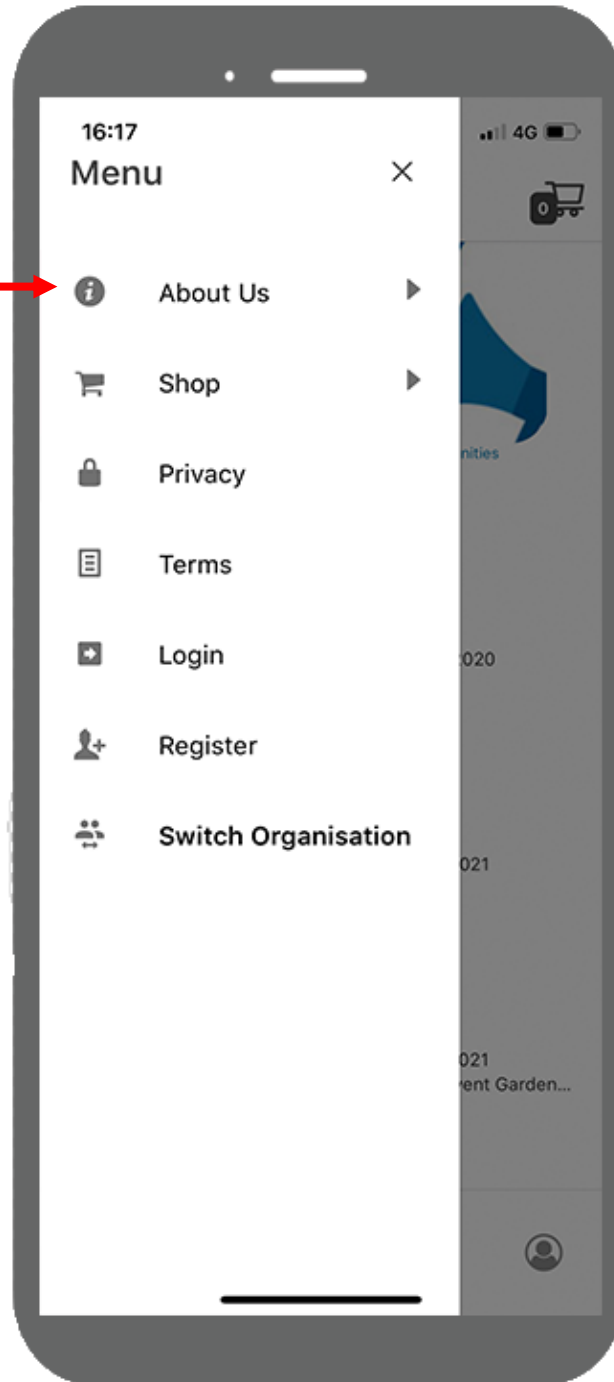 16:17
4G
Menu
0
About Us
Shop
nities
Privacy
Terms
Login
020
Register
Switch Organisation
021
021
vent Garden...